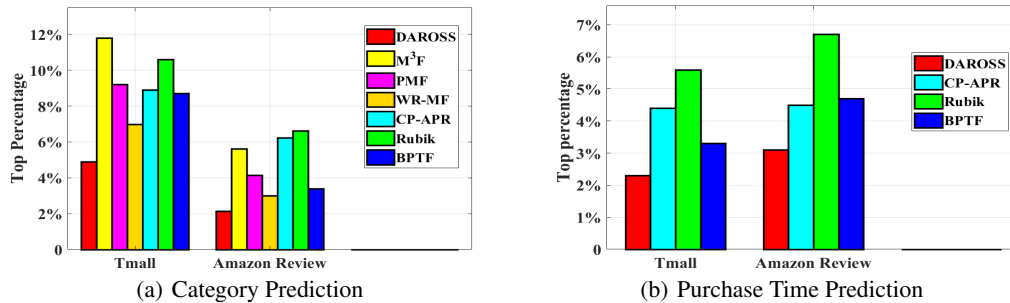 Top Percentage
12%
10%
8%
6%
4%
2%
0
DAROSS
M³F
PMF
WR-MF
CP-APR
Rubik
BPTF
Tmall
Amazon Review
(a) Category Prediction
Top percentage
7%
6%
5%
4%
3%
2%
1%
0
DAROSS
CP-APR
Rubik
BPTF
Tmall
Amazon Review
(b) Purchase Time Prediction